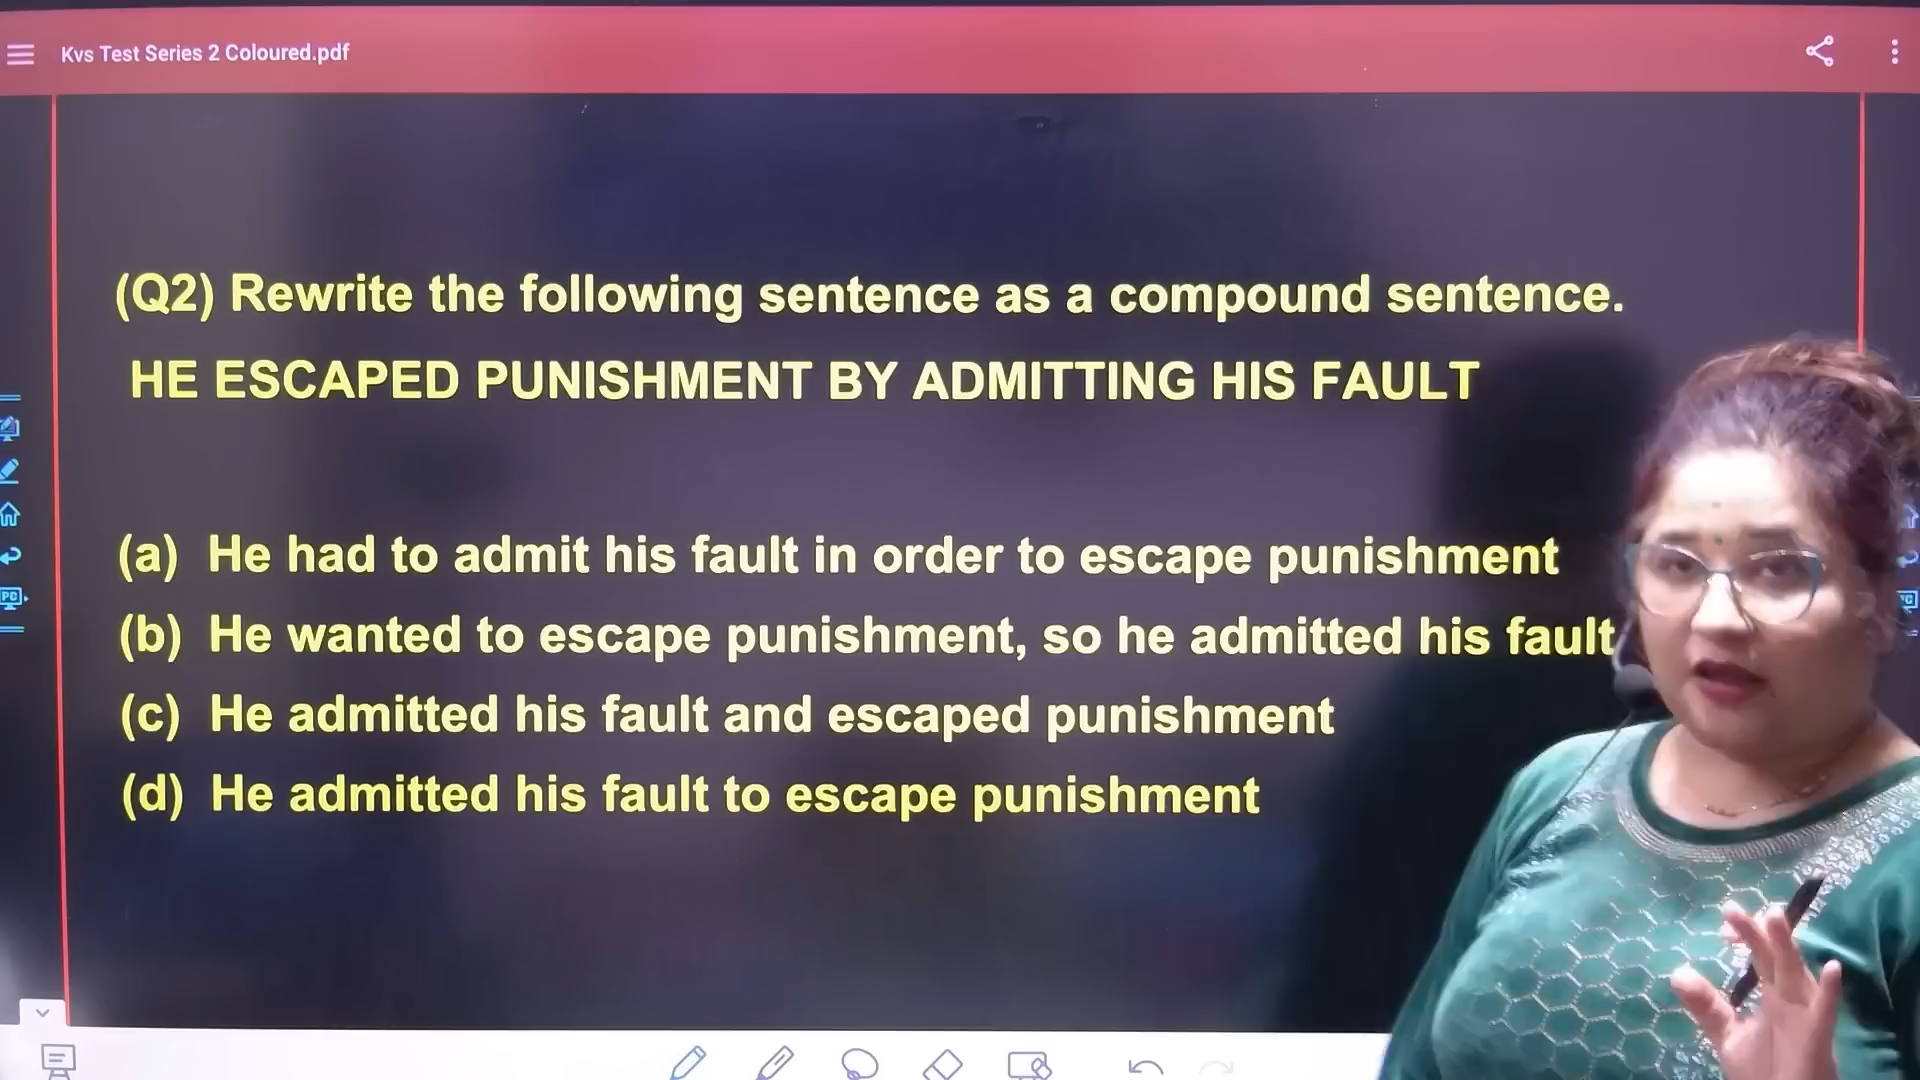 Kvs Test Series 2 Coloured.pdf
(Q2) Rewrite the following sentence as a compound sentence.
HE ESCAPED PUNISHMENT BY ADMITTING HIS FAULT
(a) He had to admit his fault in order to escape punishment
(b) He wanted to escape punishment, so he admitted his fault
(c) He admitted his fault and escaped punishment
(d) He admitted his fault to escape punishment
PC